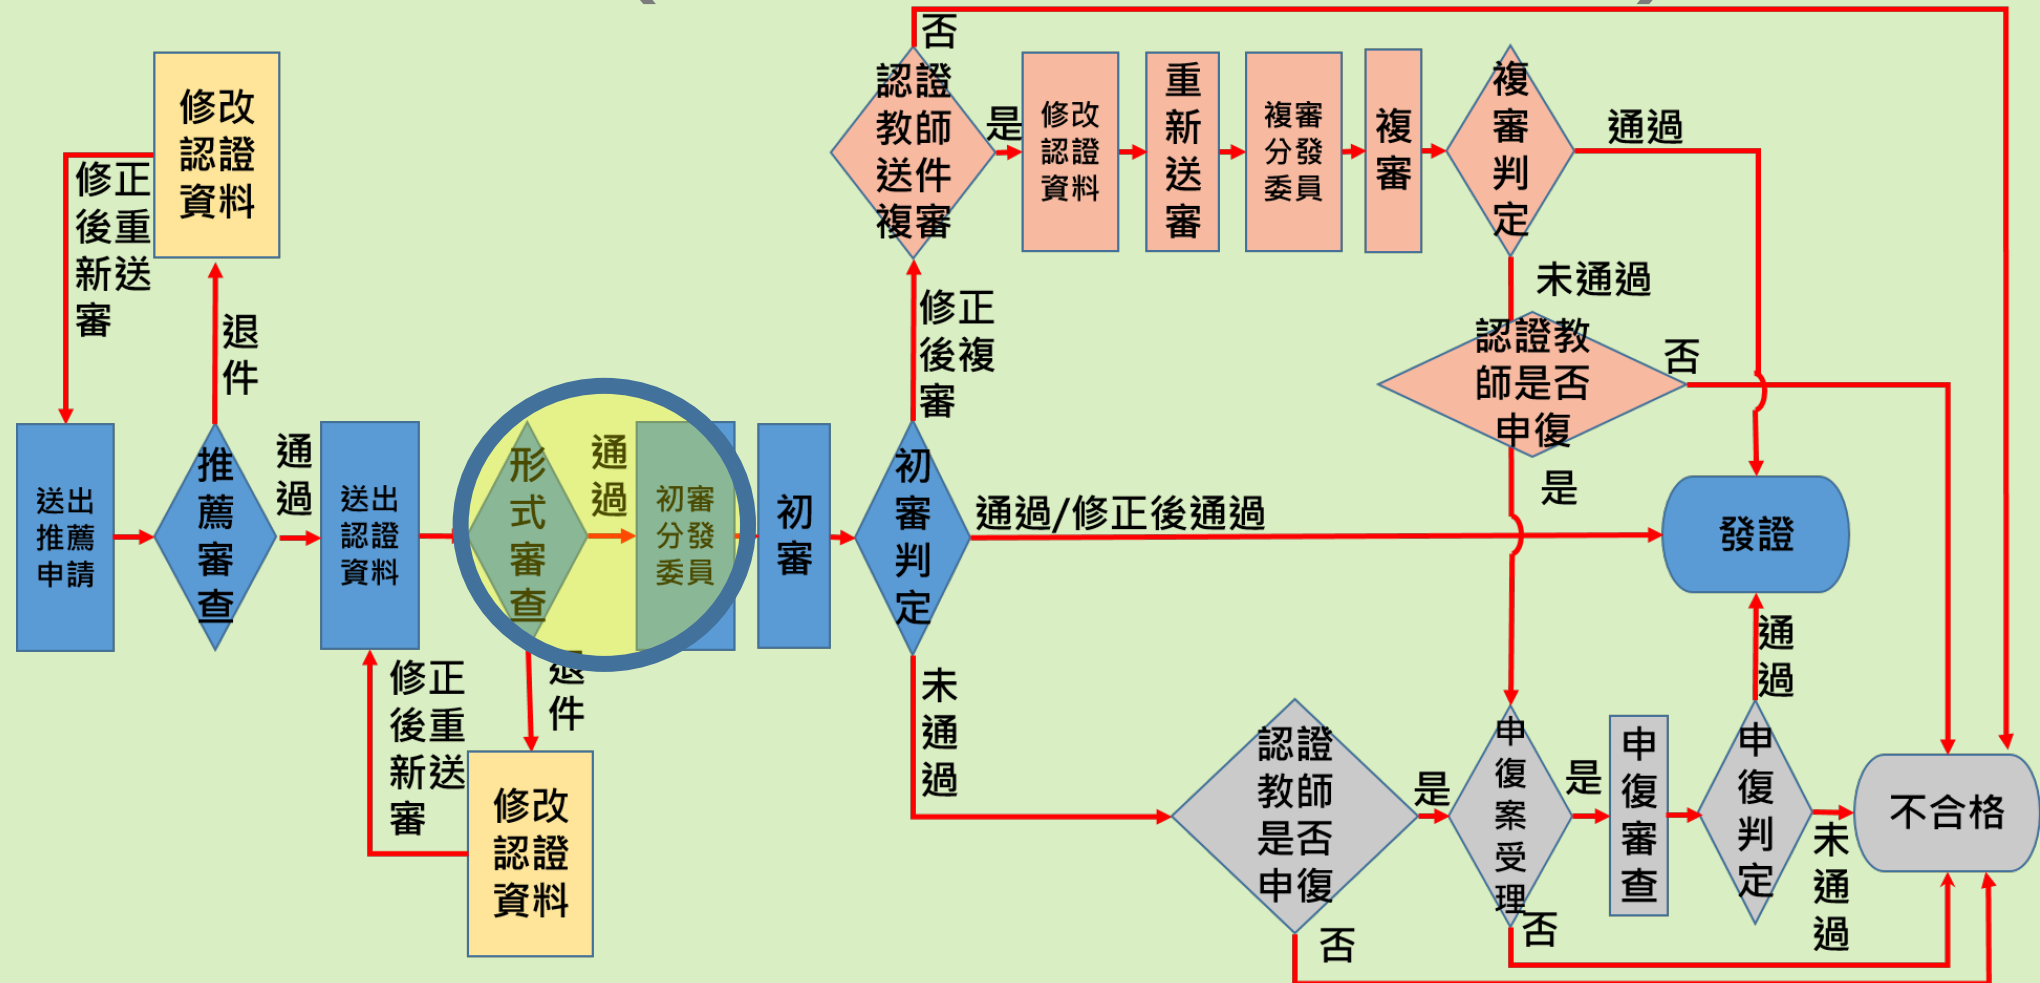 修改
認證
資料
修正
後重
新送
審
退
件
送出
推薦
申請
推
薦
審
查
通
過
送出
認證
資料
形
式
審
查
通
過
初審
分發
委員
初
審
退
件
修正
後重
新送
審
修改
認證
資料
初
審
判
定
修正
後複
審
認證
教師
送件
複審
否
是
修改
認證
資料
重
新
送
審
複審
分發
委員
複
審
複
審
判
定
通過
未通過
認證教
師是否
申復
否
是
通過/修正後通過
發證
未
通
過
認證
教師
是否
申復
是
否
申
復
案
受
理
是
否
申
復
審
查
申
復
判
定
通
過
未
通
過
不合格